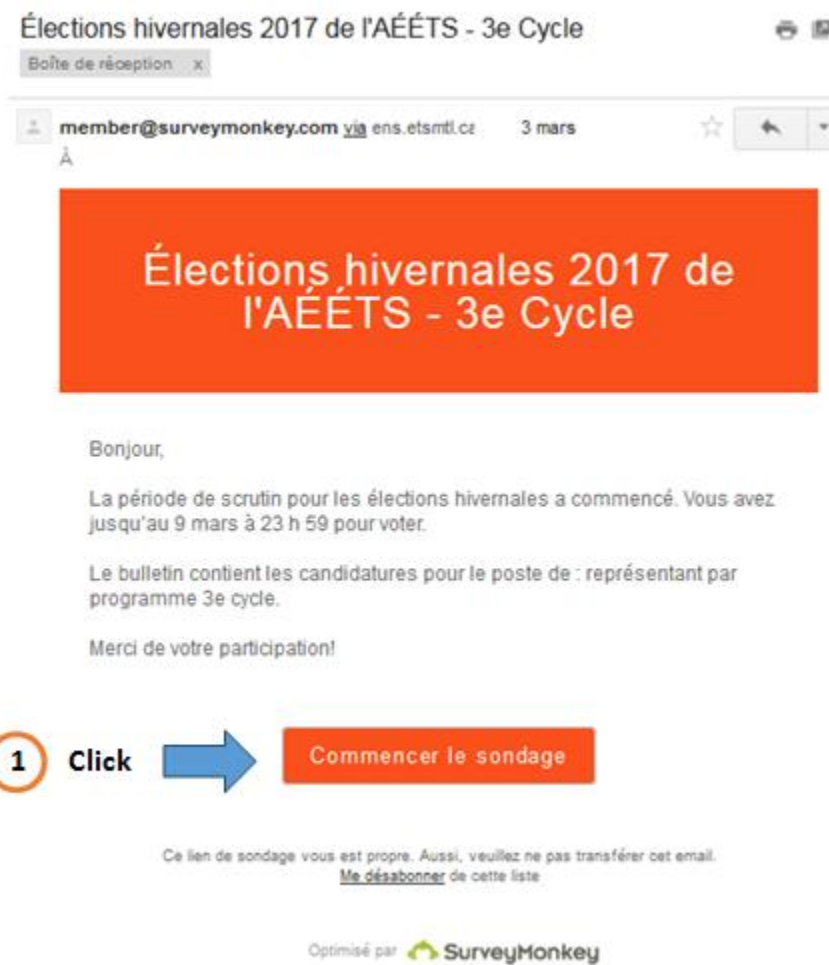 Élections hivernales 2017 de l'AÉÉTS - 3e Cycle
Boîte de réception x
member@surveymonkey.com via ens.etsmtl.ca 3 mars
À
Élections hivernales 2017 de
l'AÉÉTS - 3e Cycle
Bonjour,
La période de scrutin pour les élections hivernales a commencé. Vous avez
jusqu'au 9 mars à 23 h 59 pour voter.
Le bulletin contient les candidatures pour le poste de : représentant par
programme 3e cycle.
Merci de votre participation!
1 Click Commencer le sondage
Ce lien de sondage vous est propre. Aussi, veuillez ne pas transférer cet email.
Me désabonner de cette liste
Optimisé par SurveyMonkey